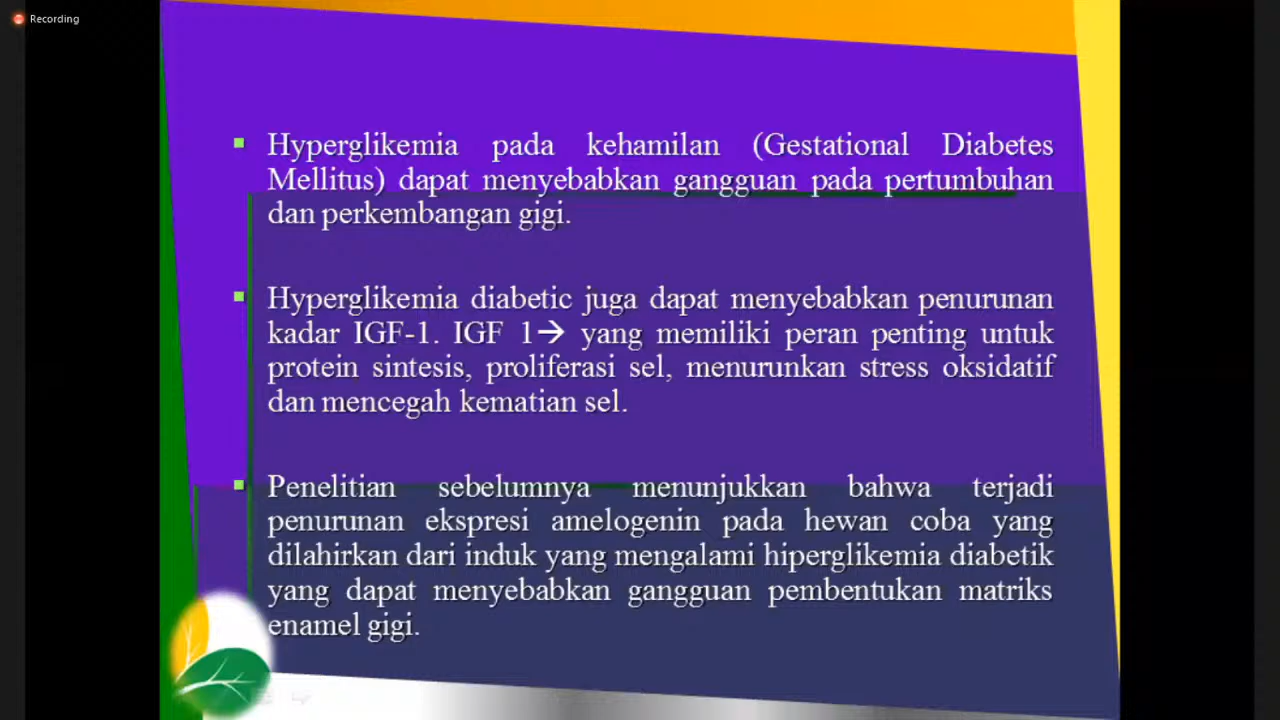 Recording
Hyperglikemia pada kehamilan (Gestational Diabetes
Mellitus) dapat menyebabkan gangguan pada pertumbuhan
dan perkembangan gigi.
Hyperglikemia diabetic juga dapat menyebabkan penurunan
kadar IGF-1. IGF 1→ yang memiliki peran penting untuk
protein sintesis, proliferasi sel, menurunkan stress oksidatif
dan mencegah kematian sel.
Penelitian sebelumnya menunjukkan bahwa terjadi
penurunan ekspresi amelogenin pada hewan coba yang
dilahirkan dari induk yang mengalami hiperglikemia diabetik
yang dapat menyebabkan gangguan pembentukan matriks
enamel gigi.